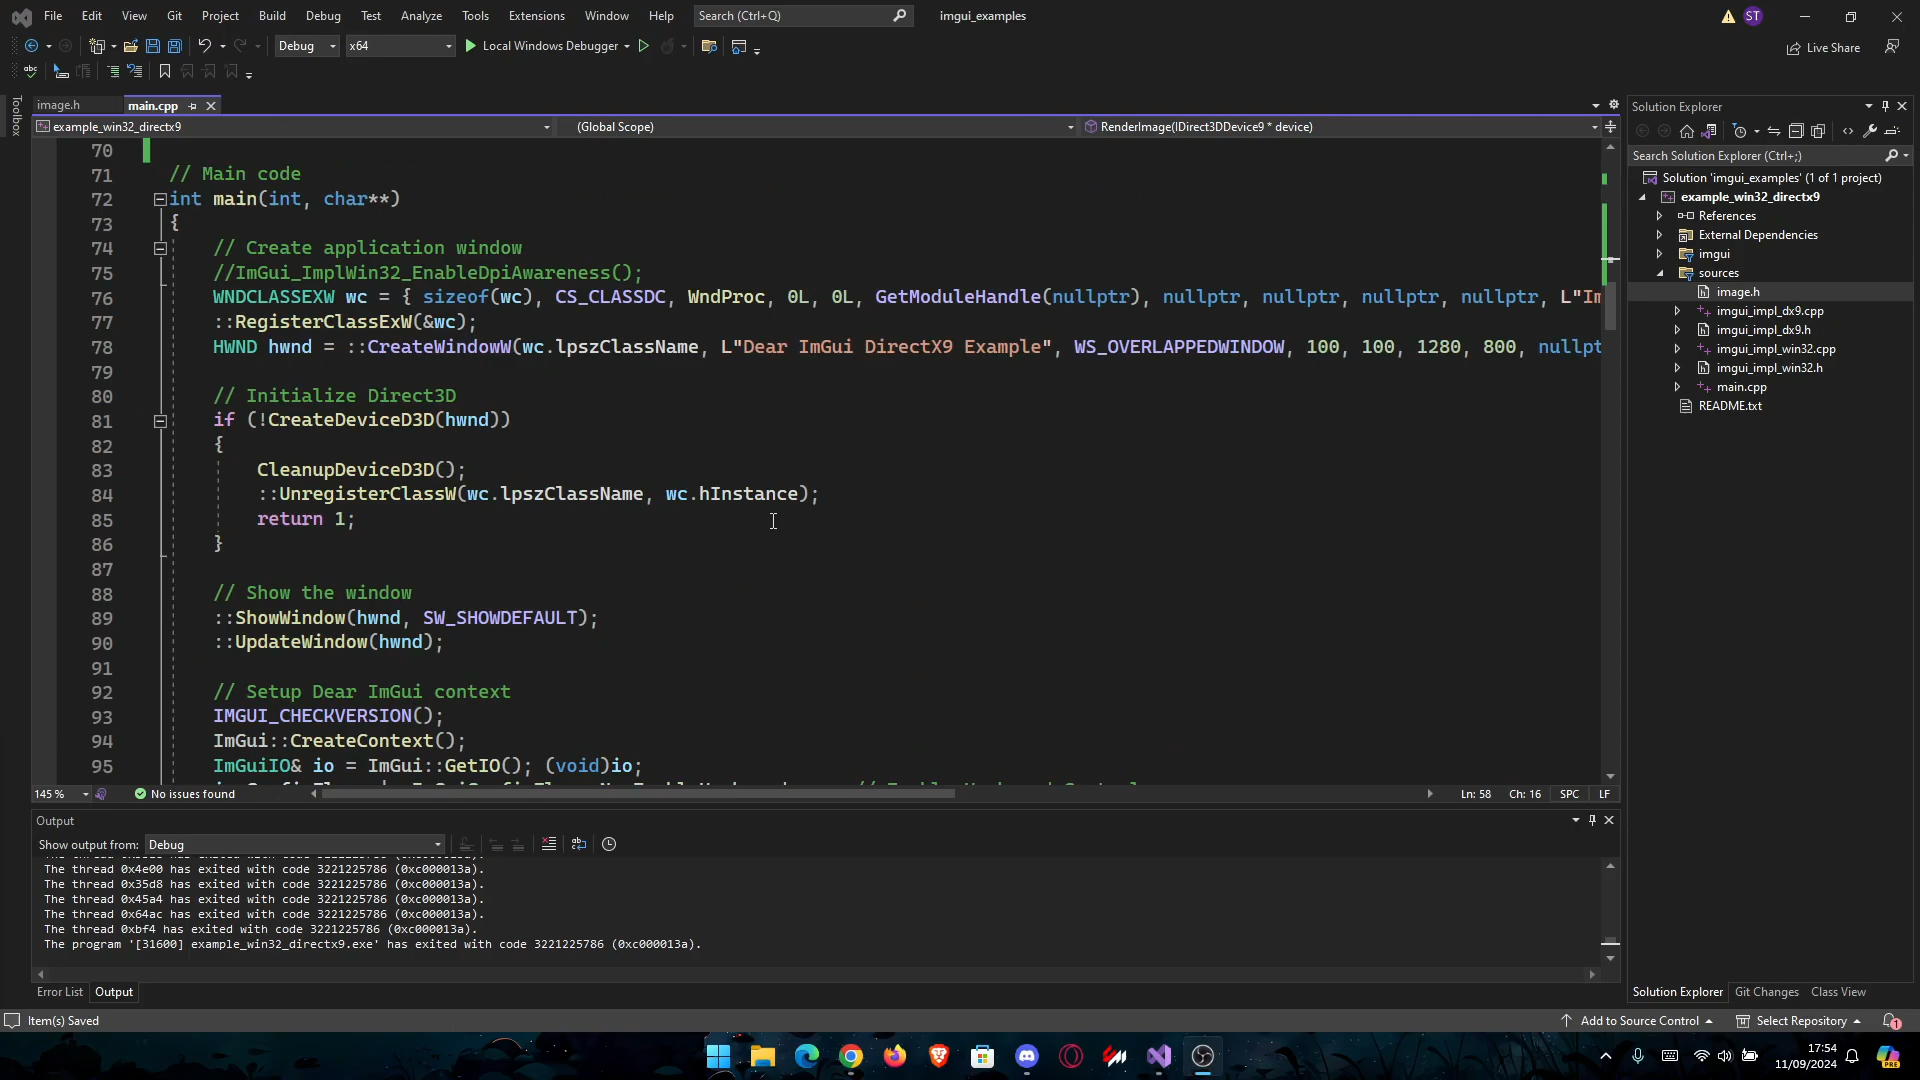 File Edit View Git Project Build Debug Test Analyze Tools Extensions Window Help Search (Ctrl+Q) imgui_examples ST
Debug x64 Local Windows Debugger Live Share
abc
Toolbox
image.h main.cpp
example_win32_directx9 (Global Scope) RenderImage(IDirect3DDevice9 * device)
70
71 // Main code
72 int main(int, char**)
73 {
74 // Create application window
75 //ImGui_ImplWin32_EnableDpiAwareness();
76 WNDCLASSEXW wc = { sizeof(wc), CS_CLASSDC, WndProc, 0L, 0L, GetModuleHandle(nullptr), nullptr, nullptr, nullptr, nullptr, L"Im
77 ::RegisterClassExW(&wc);
78 HWND hwnd = ::CreateWindowW(wc.lpszClassName, L"Dear ImGui DirectX9 Example", WS_OVERLAPPEDWINDOW, 100, 100, 1280, 800, nullpt
79
80 // Initialize Direct3D
81 if (!CreateDeviceD3D(hwnd))
82 {
83 CleanupDeviceD3D();
84 ::UnregisterClassW(wc.lpszClassName, wc.hInstance);
85 return 1;
86 }
87
88 // Show the window
89 ::ShowWindow(hwnd, SW_SHOWDEFAULT);
90 ::UpdateWindow(hwnd);
91
92 // Setup Dear ImGui context
93 IMGUI_CHECKVERSION();
94 ImGui::CreateContext();
95 ImGuiIO& io = ImGui::GetIO(); (void)io;
145 % No issues found Ln: 58 Ch: 16 SPC LF
Output
Show output from: Debug
The thread 0x4e00 has exited with code 3221225786 (0xc000013a).
The thread 0x35d8 has exited with code 3221225786 (0xc000013a).
The thread 0x45a4 has exited with code 3221225786 (0xc000013a).
The thread 0x64ac has exited with code 3221225786 (0xc000013a).
The thread 0xbf4 has exited with code 3221225786 (0xc000013a).
The program '[31600] example_win32_directx9.exe' has exited with code 3221225786 (0xc000013a).
Error List Output
Solution Explorer
Search Solution Explorer (Ctrl+;)
Solution 'imgui_examples' (1 of 1 project)
example_win32_directx9
References
External Dependencies
imgui
sources
image.h
imgui_impl_dx9.cpp
imgui_impl_dx9.h
imgui_impl_win32.cpp
imgui_impl_win32.h
main.cpp
README.txt
Solution Explorer Git Changes Class View
Item(s) Saved Add to Source Control Select Repository 1
17:54
11/09/2024
PRE